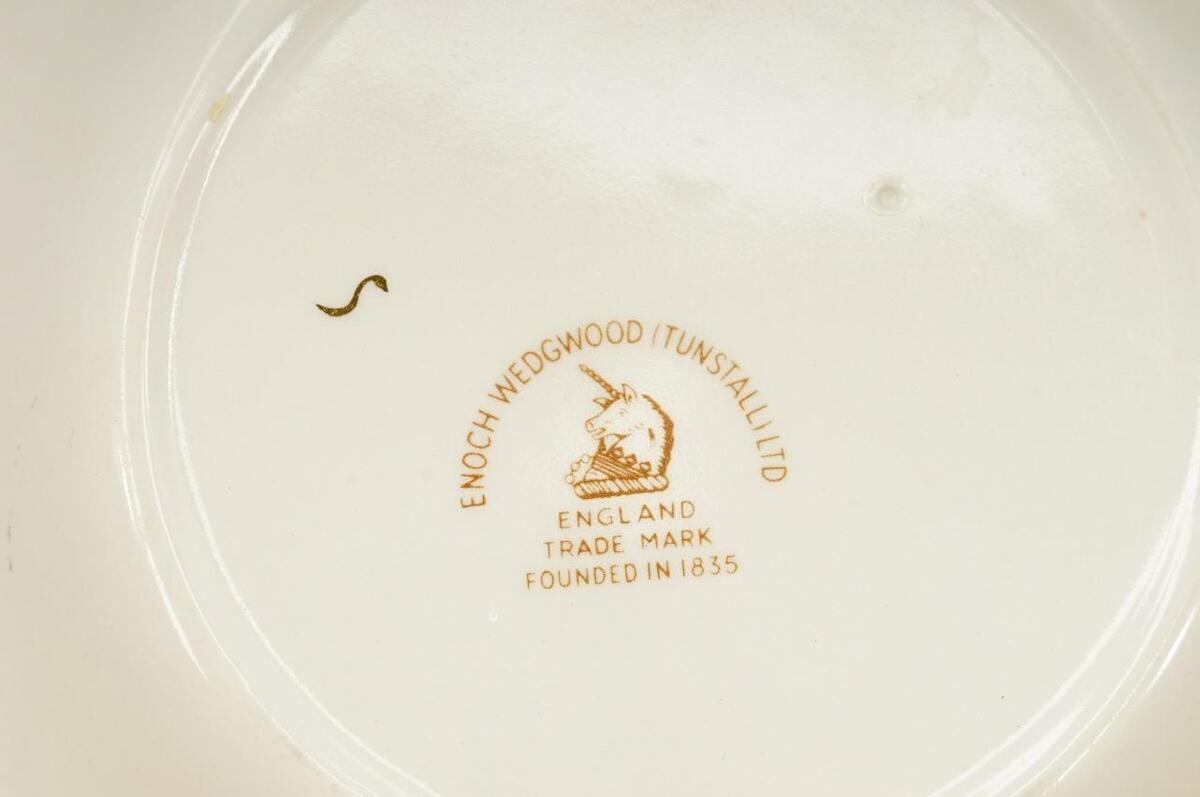 ENOCH WEDGWOOD (TUNSTALL) LTD
ENGLAND
TRADE MARK
FOUNDED IN 1835